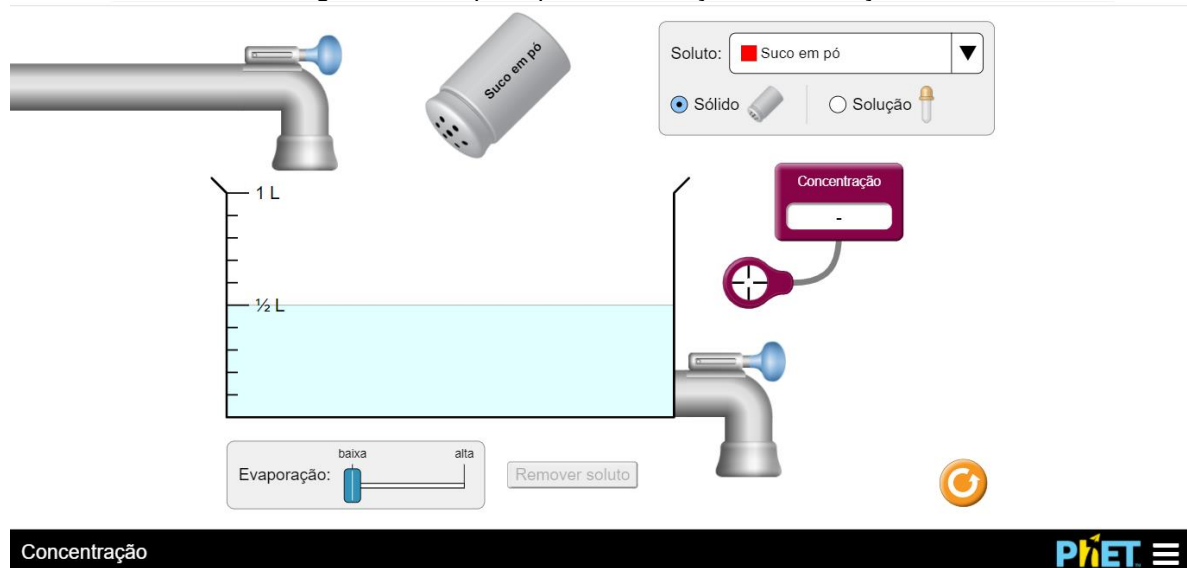 Suco em pó
Soluto: Suco em pó
Sólido Solução
Concentração
-
1 L
½ L
baixa alta
Evaporação:
Remover soluto
Concentração
PhET